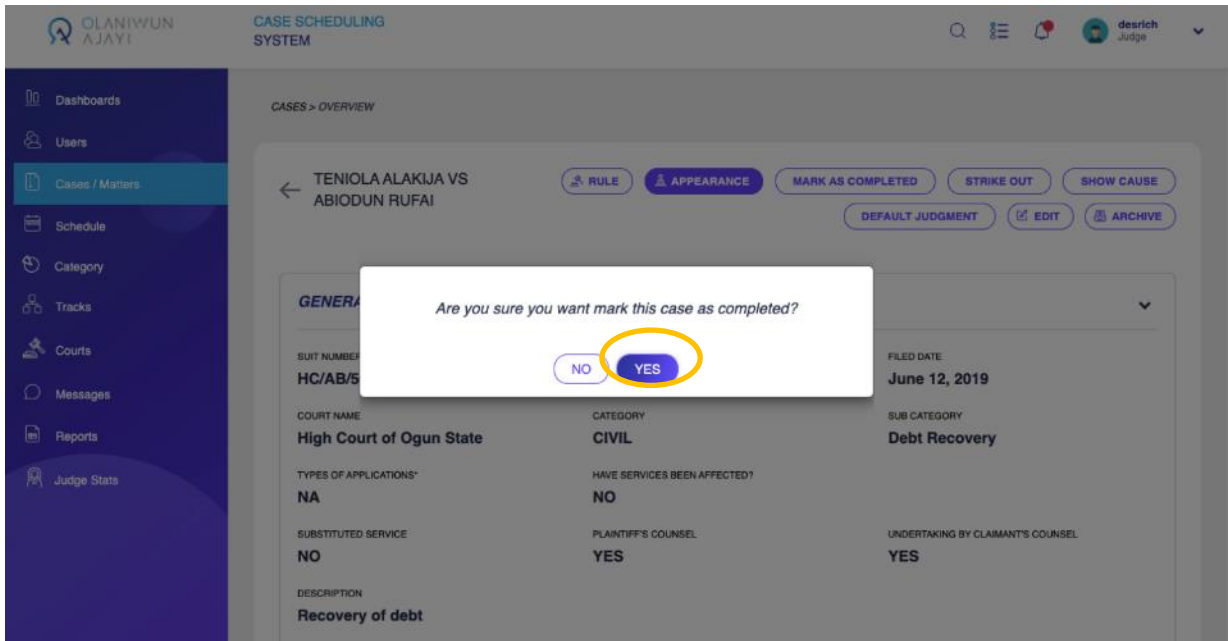 OLANIWUN
AJAYI
CASE SCHEDULING
SYSTEM
desrich
Judge
Dashboards
Users
Cases / Matters
Schedule
Category
Tracks
Courts
Messages
Reports
Judge Stats
CASES > OVERVIEW
TENIOLA ALAKIJA VS
ABIODUN RUFAI
RULE
APPEARANCE
MARK AS COMPLETED
STRIKE OUT
SHOW CAUSE
DEFAULT JUDGMENT
EDIT
ARCHIVE
Are you sure you want mark this case as completed?
NO
YES
GENERA
SUIT NUMBER
HC/AB/5
FILED DATE
June 12, 2019
COURT NAME
High Court of Ogun State
CATEGORY
CIVIL
SUB CATEGORY
Debt Recovery
TYPES OF APPLICATIONS*
NA
HAVE SERVICES BEEN AFFECTED?
NO
SUBSTITUTED SERVICE
NO
PLAINTIFF'S COUNSEL
YES
UNDERTAKING BY CLAIMANT'S COUNSEL
YES
DESCRIPTION
Recovery of debt